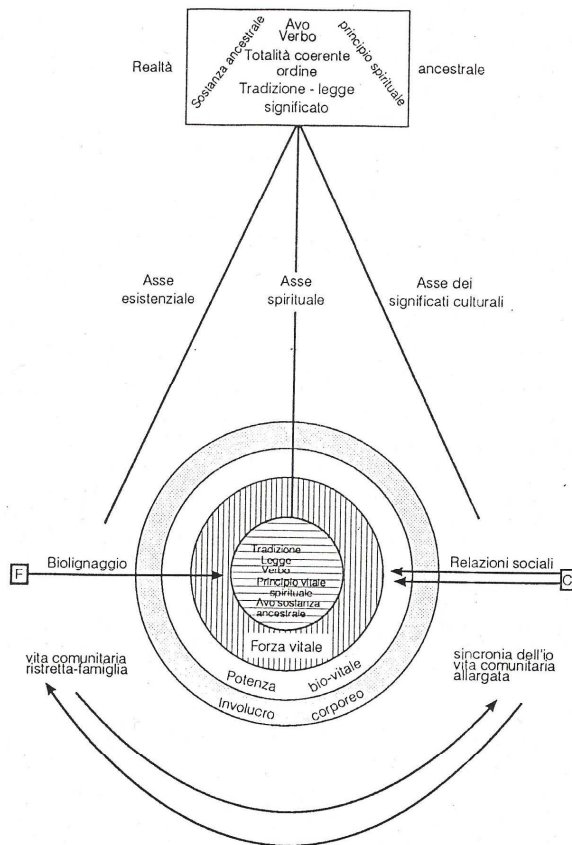 Avo
Verbo
Realtà
Sostanza ancestrale
Totalità coerente
ordine
Tradizione - legge
significato
principio spirituale
ancestrale
Asse
esistenziale
Asse
spirituale
Asse dei
significati culturali
F
Biolignaggio
Tradizione
Legge
Verbo
Principio vitale
spirituale
Avo sostanza
ancestrale
Relazioni sociali
C
Forza vitale
Potenza bio-vitale
Involucro corporeo
vita comunitaria
ristretta-famiglia
sincronia dell'io
vita comunitaria
allargata